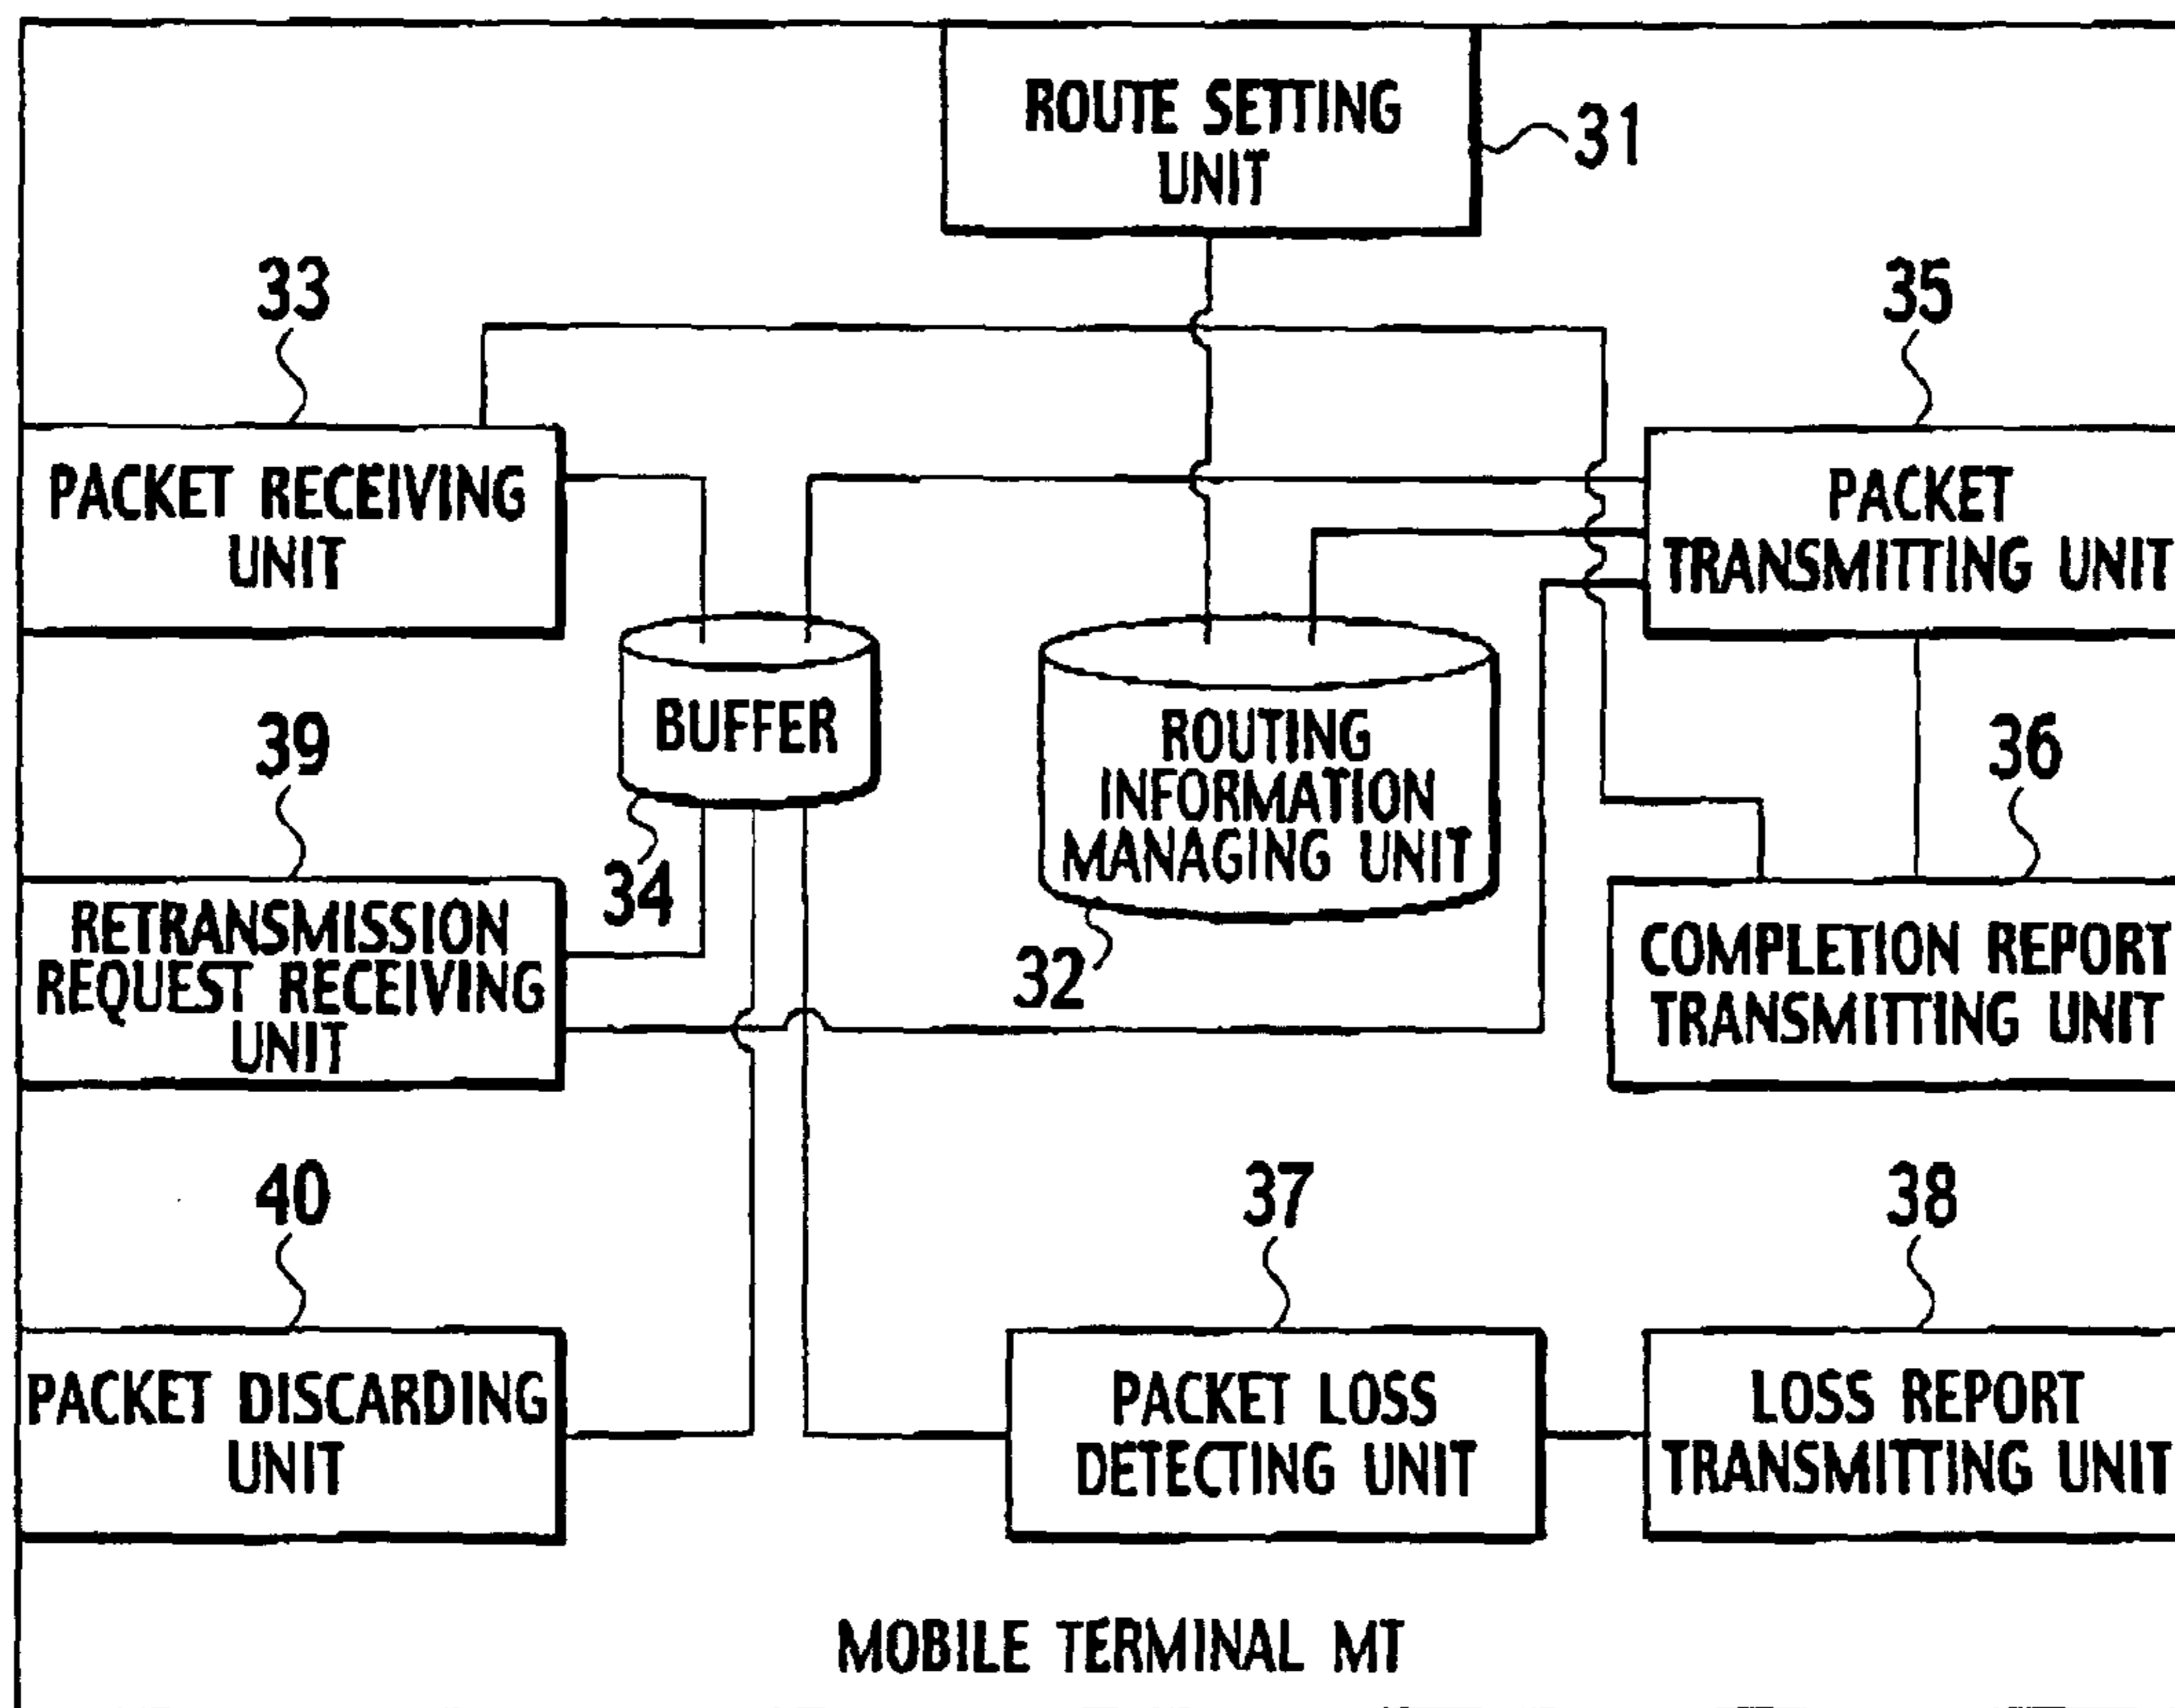 ROUTE SETTING
UNIT
31
33
35
PACKET RECEIVING
UNIT
PACKET
TRANSMITTING UNIT
BUFFER
34
ROUTING
INFORMATION
MANAGING UNIT
32
39
36
RETRANSMISSION
REQUEST RECEIVING
UNIT
COMPLETION REPORT
TRANSMITTING UNIT
40
37
38
PACKET DISCARDING
UNIT
PACKET LOSS
DETECTING UNIT
LOSS REPORT
TRANSMITTING UNIT
MOBILE TERMINAL MT